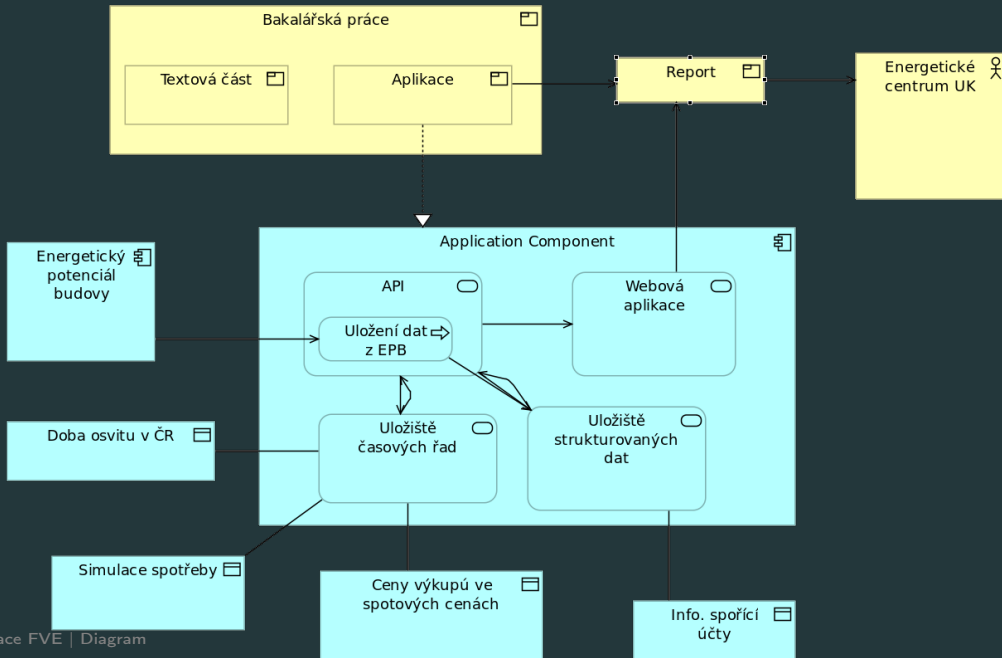 Bakalářská práce
Textová část
Aplikace
Report
Energetické
centrum UK
Application Component
Energetický
potenciál
budovy
API
Uložení dat
z EPB
Webová
aplikace
Doba osvitu v ČR
Uložiště
časových řad
Uložiště
strukturovaných
dat
Simulace spotřeby
Ceny výkupú ve
spotových cenách
Info. spořící
účty
ace FVE | Diagram